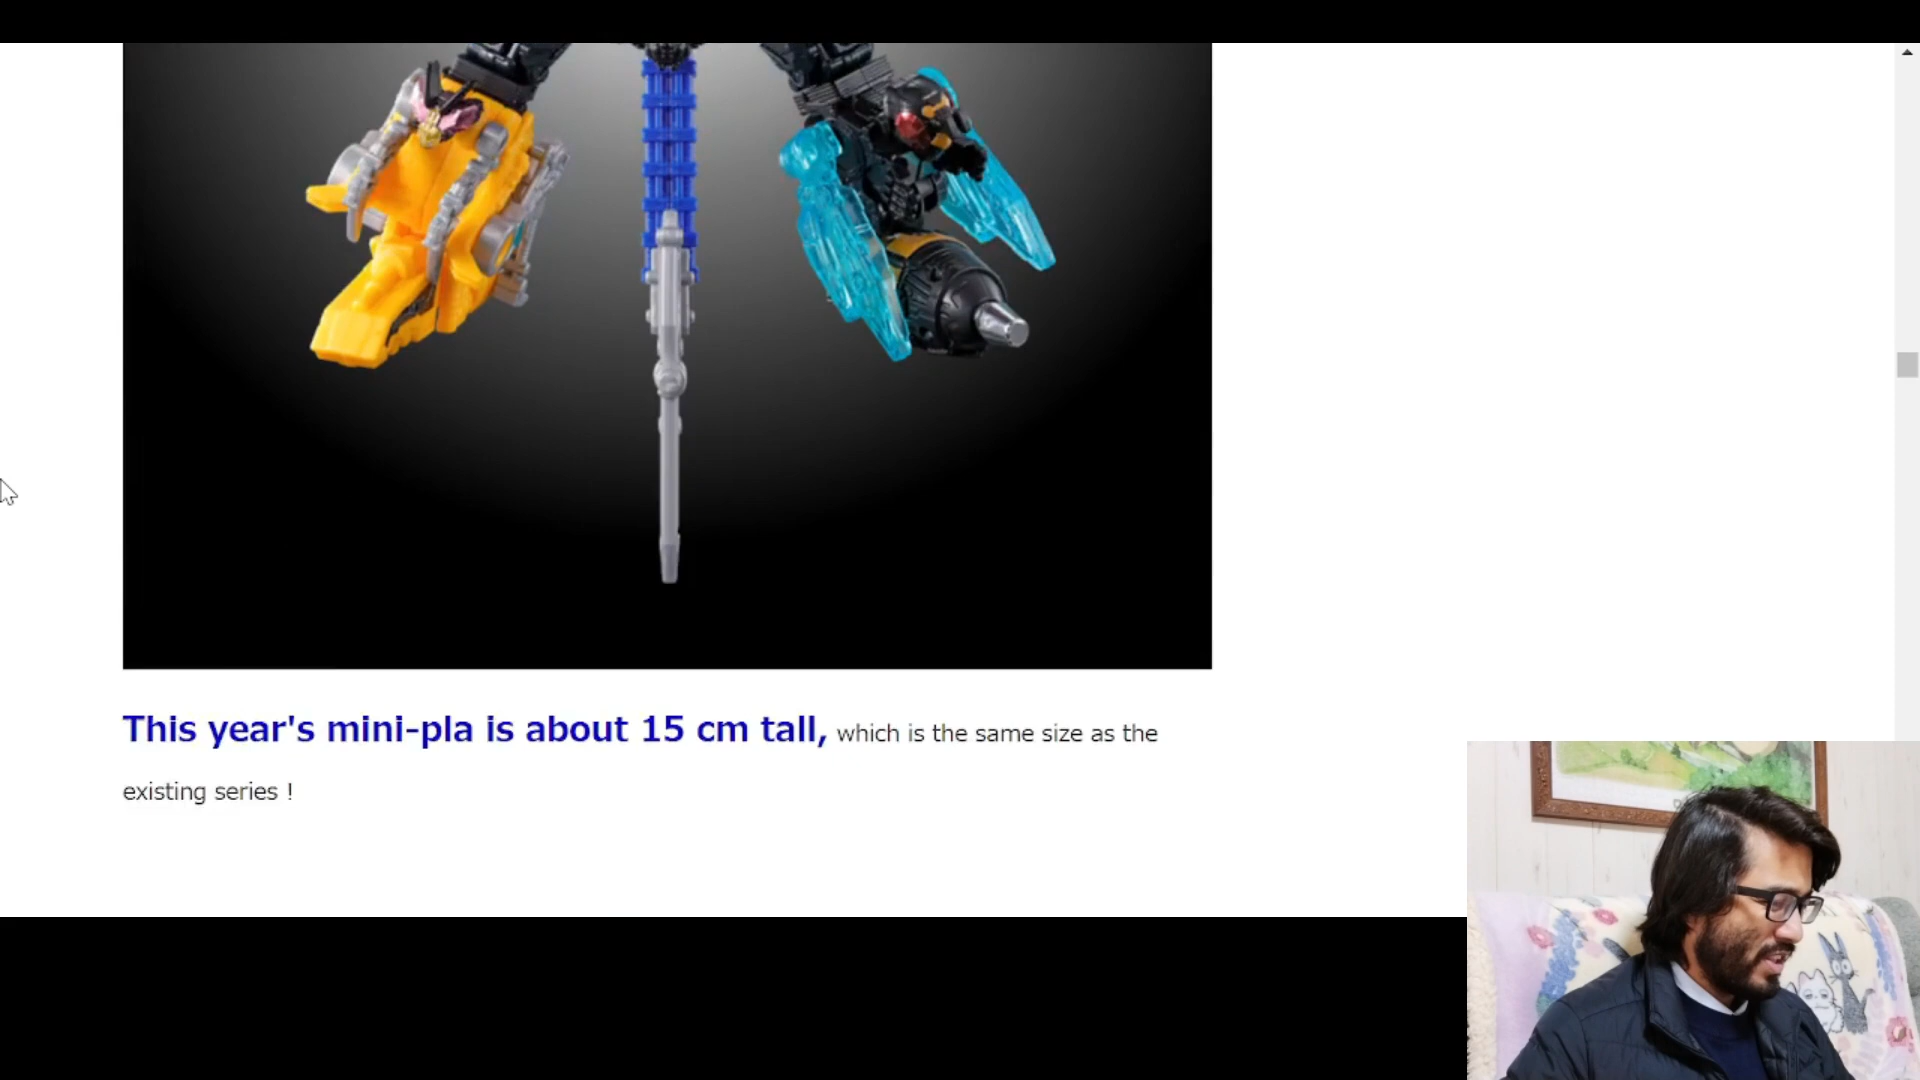 This year's mini-pla is about 15 cm tall, which is the same size as the
existing series !